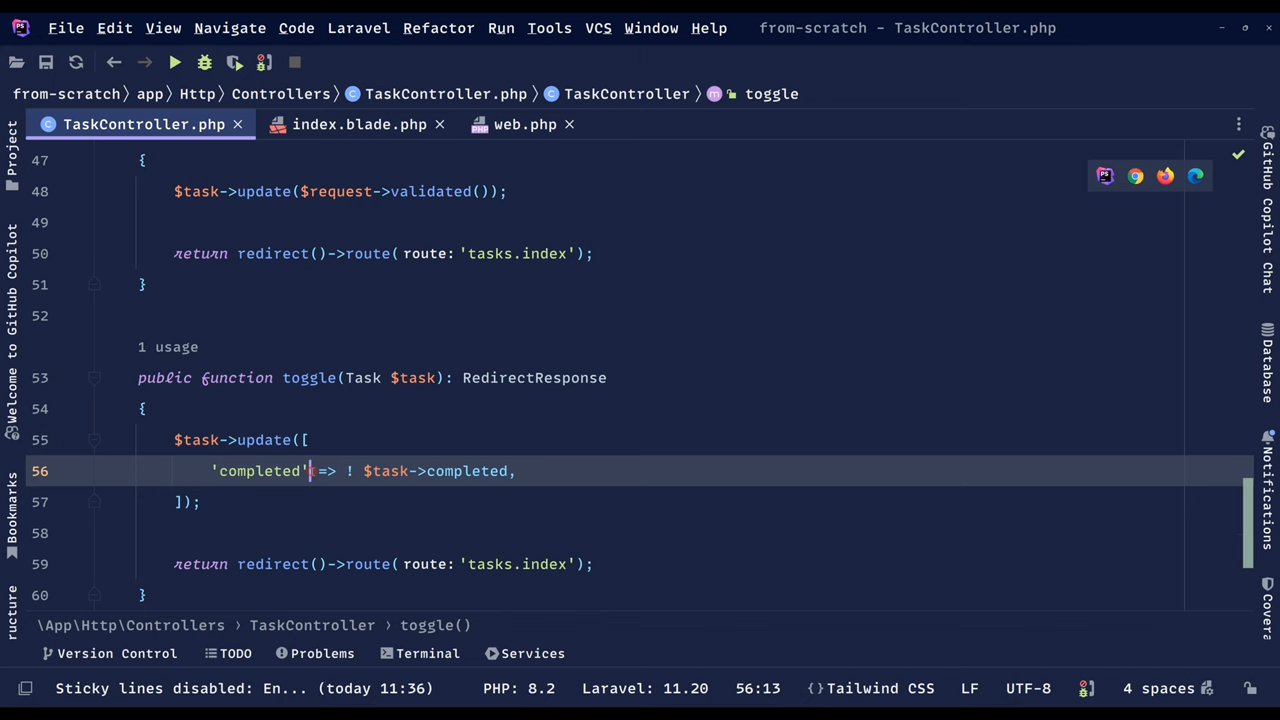 File Edit View Navigate Code Laravel Refactor Run Tools VCS Window Help from-scratch – TaskController.php
from-scratch app Http Controllers TaskController.php TaskController toggle
TaskController.php index.blade.php web.php
47 {
48 $task->update($request->validated());
49
50 return redirect()->route( route: 'tasks.index');
51 }
52
1 usage
53 public function toggle(Task $task): RedirectResponse
54 {
55 $task->update([
56 'completed' => ! $task->completed,
57 ]);
58
59 return redirect()->route( route: 'tasks.index');
60 }
\App\Http\Controllers TaskController toggle()
Version Control TODO Problems Terminal Services
Sticky lines disabled: En... (today 11:36) PHP: 8.2 Laravel: 11.20 56:13 {} Tailwind CSS LF UTF-8 4 spaces
Project
Welcome to GitHub Copilot
Bookmarks
ructure
GitHub Copilot Chat
Database
Notifications
Covera